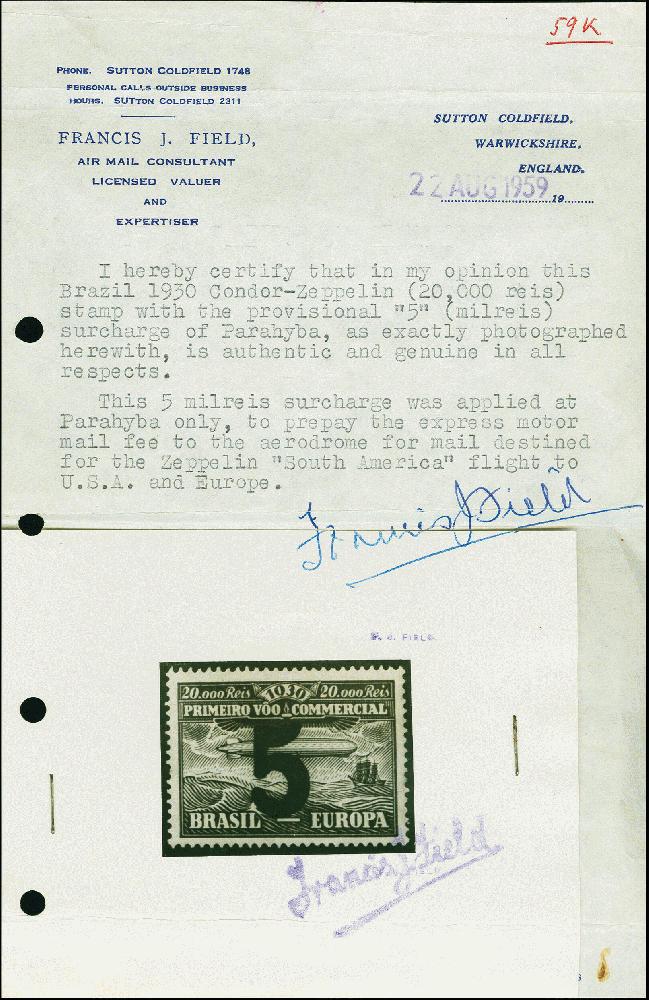 59K
PHONE. SUTTON COLDFIELD 1748
PERSONAL CALLS OUTSIDE BUSINESS
HOURS. SUTTON COLDFIELD 2311
FRANCIS J. FIELD,
AIR MAIL CONSULTANT
LICENSED VALUER
AND
EXPERTISER
SUTTON COLDFIELD,
WARWICKSHIRE,
ENGLAND.
22 AUG 1959 19
I hereby certify that in my opinion this
Brazil 1930 Condor-Zeppelin (20,000 reis)
stamp with the provisional "5" (milreis)
surcharge of Parahyba, as exactly photographed
herewith, is authentic and genuine in all
respects.
This 5 milreis surcharge was applied at
Parahyba only, to prepay the express motor
mail fee to the aerodrome for mail destined
for the Zeppelin "South America" flight to
U.S.A. and Europe.
Francis J Field
F. J. FIELD
20.000 Reis 1930 20.000 Reis
PRIMEIRO VÔO COMMERCIAL
5
BRASIL — EUROPA
Francis J Field